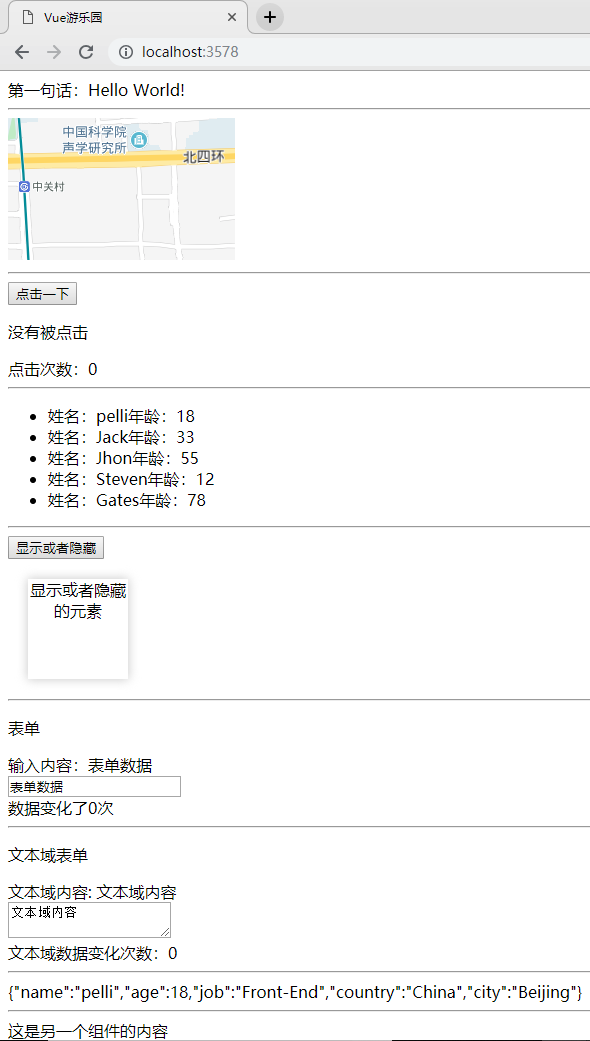 Vue游乐园
localhost:3578
第一句话：Hello World!
中国科学院
声学研究所
北四环
中关村
点击一下
没有被点击
点击次数：0
姓名：pelli年龄：18
姓名：Jack年龄：33
姓名：Jhon年龄：55
姓名：Steven年龄：12
姓名：Gates年龄：78
显示或者隐藏
显示或者隐藏
的元素
表单
输入内容：表单数据
表单数据
数据变化了0次
文本域表单
文本域内容: 文本域内容
文本域内容
文本域数据变化次数：0
{"name":"pelli","age":18,"job":"Front-End","country":"China","city":"Beijing"}
这是另一个组件的内容